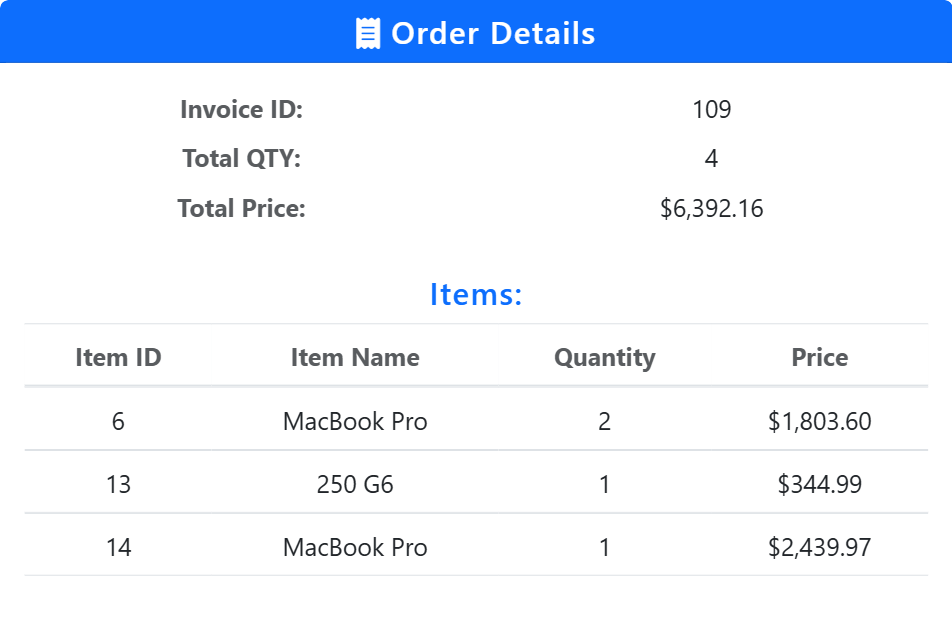 Order Details
Invoice ID: 109
Total QTY: 4
Total Price: $6,392.16
Items:
Item ID Item Name Quantity Price
6 MacBook Pro 2 $1,803.60
13 250 G6 1 $344.99
14 MacBook Pro 1 $2,439.97